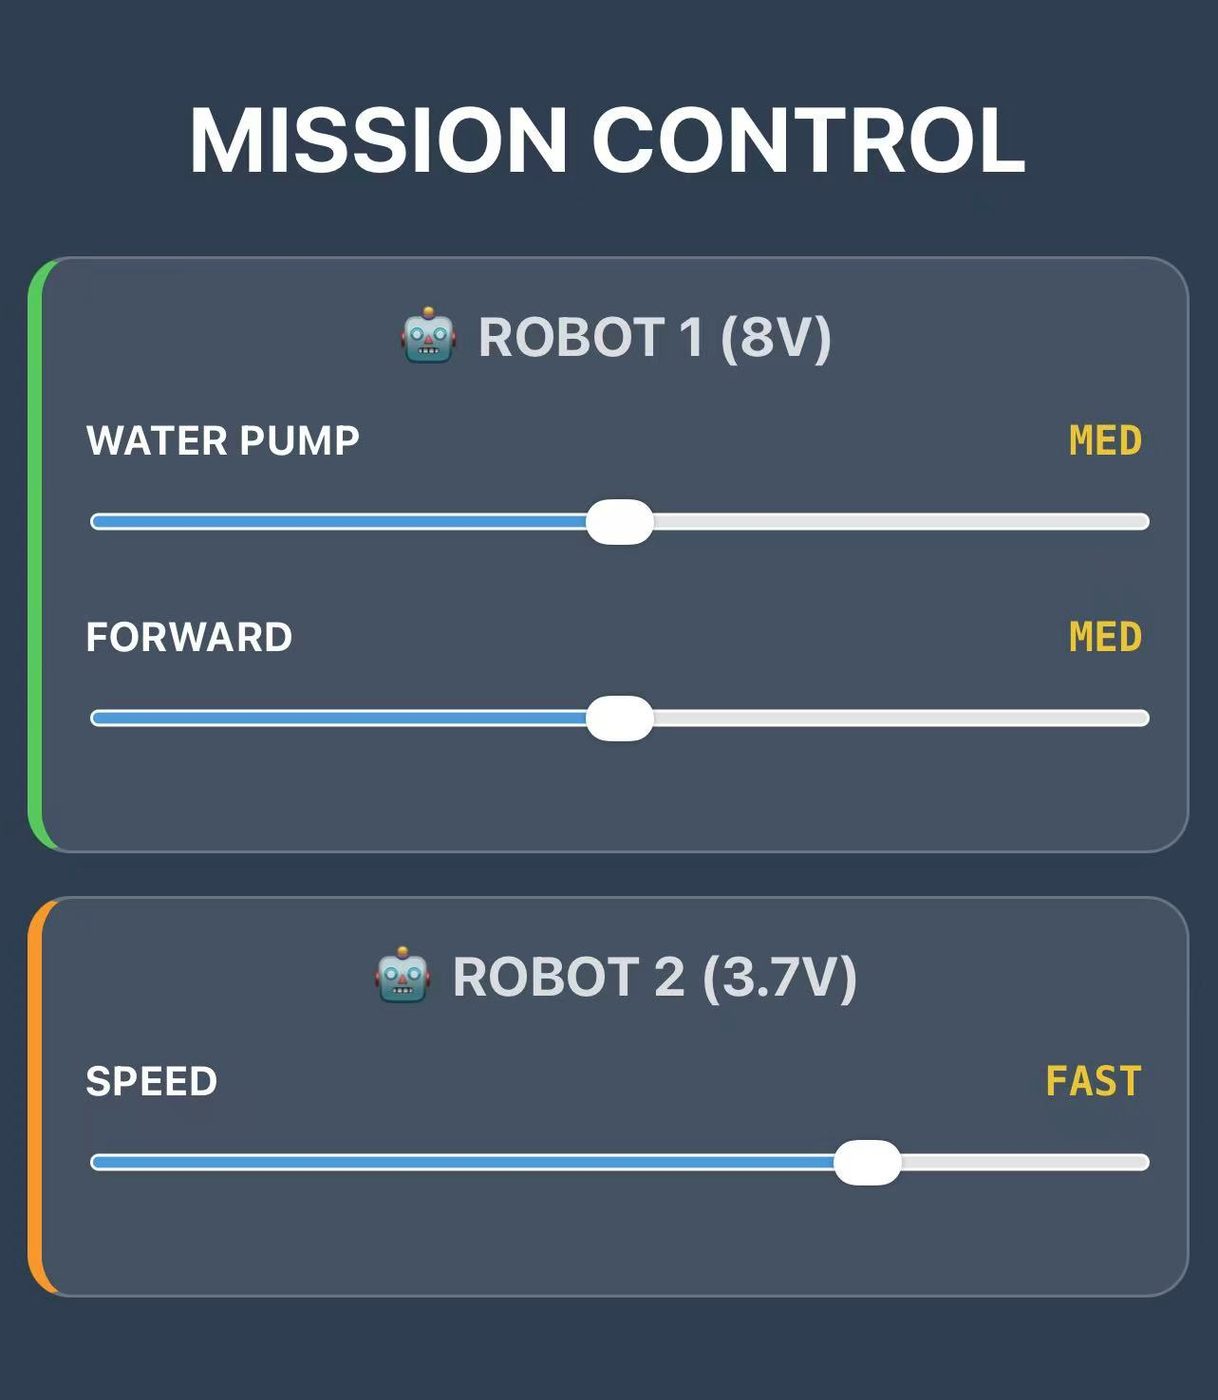 MISSION CONTROL
ROBOT 1 (8V)
WATER PUMP MED
FORWARD MED
ROBOT 2 (3.7V)
SPEED FAST